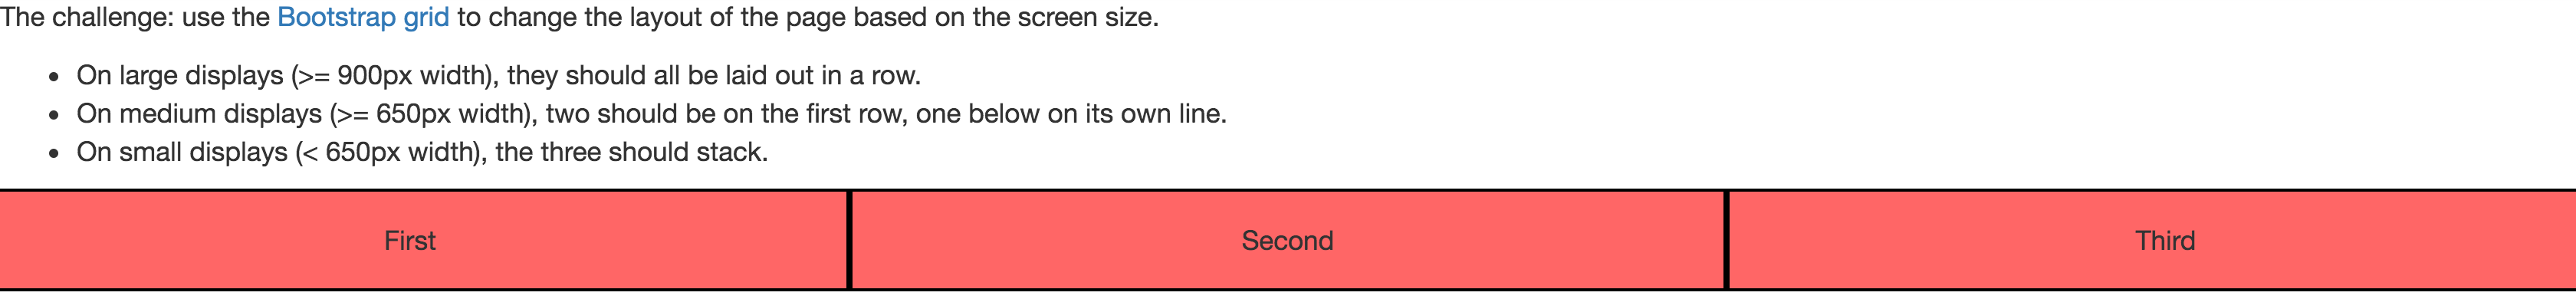 The challenge: use the Bootstrap grid to change the layout of the page based on the screen size.
• On large displays (>= 900px width), they should all be laid out in a row.
• On medium displays (>= 650px width), two should be on the first row, one below on its own line.
• On small displays (< 650px width), the three should stack.
First Second Third